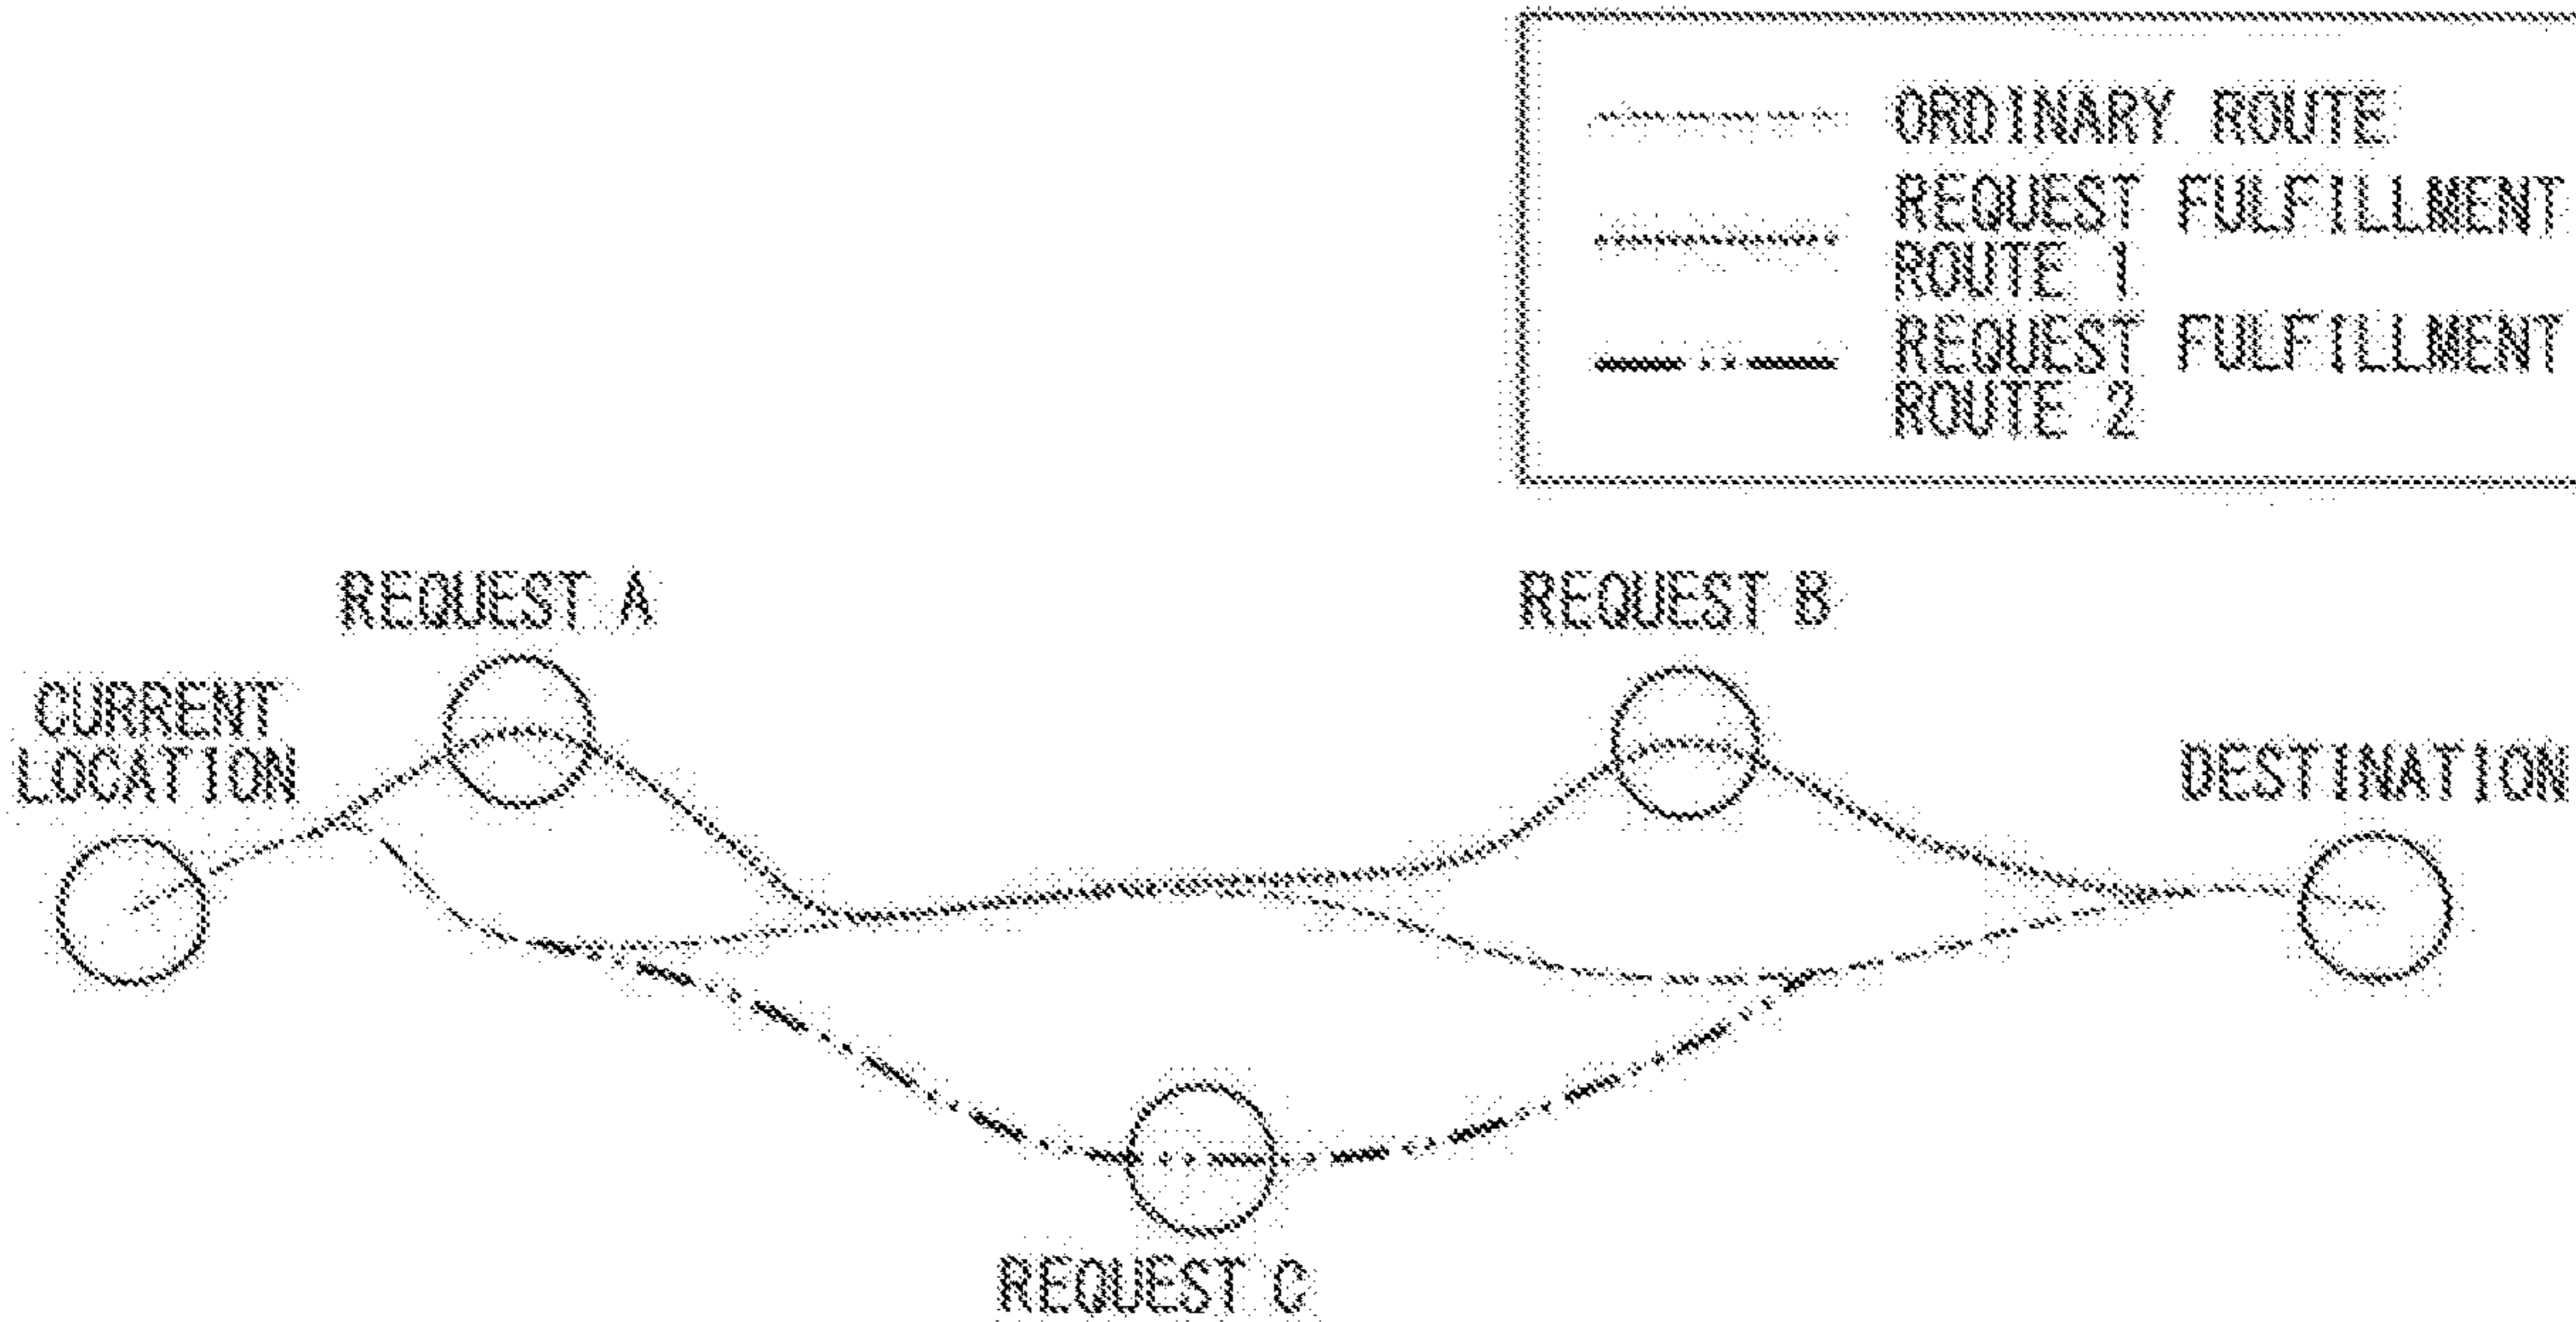 ORDINARY ROUTE
REQUEST FULFILLMENT
ROUTE 1
REQUEST FULFILLMENT
ROUTE 2
REQUEST A
REQUEST B
CURRENT
LOCATION
DESTINATION
REQUEST C